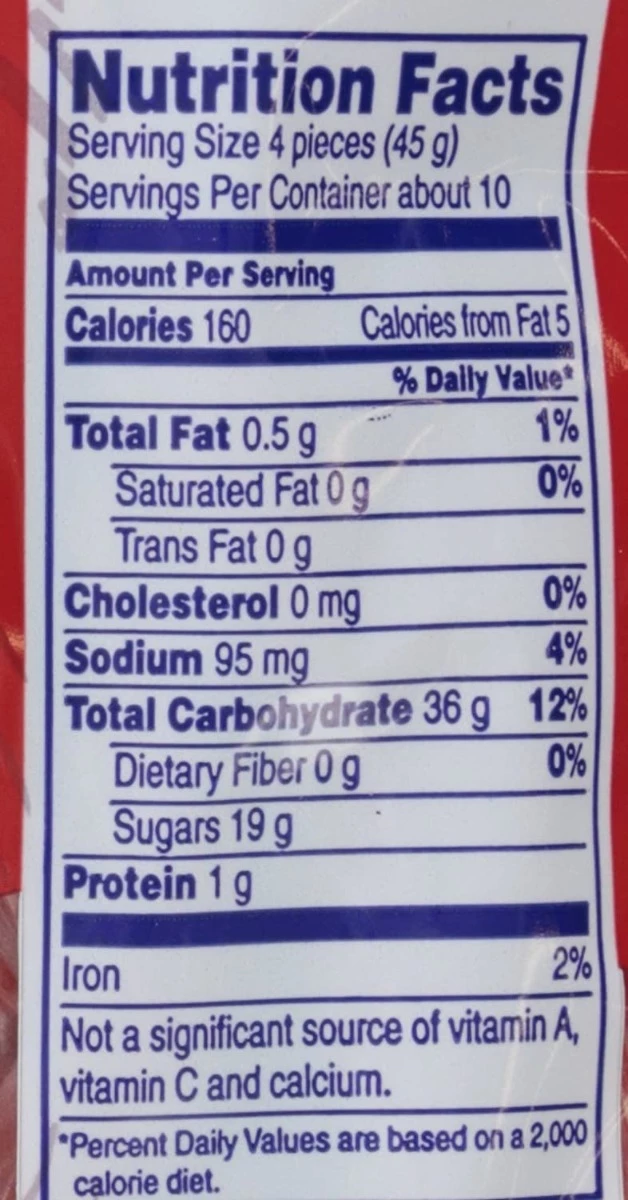 Nutrition Facts
Serving Size 4 pieces (45 g)
Servings Per Container about 10
Amount Per Serving
Calories 160 Calories from Fat 5
% Daily Value*
Total Fat 0.5 g 1%
Saturated Fat 0 g 0%
Trans Fat 0 g
Cholesterol 0 mg 0%
Sodium 95 mg 4%
Total Carbohydrate 36 g 12%
Dietary Fiber 0 g 0%
Sugars 19 g
Protein 1 g
Iron 2%
Not a significant source of vitamin A,
vitamin C and calcium.
*Percent Daily Values are based on a 2,000
calorie diet.